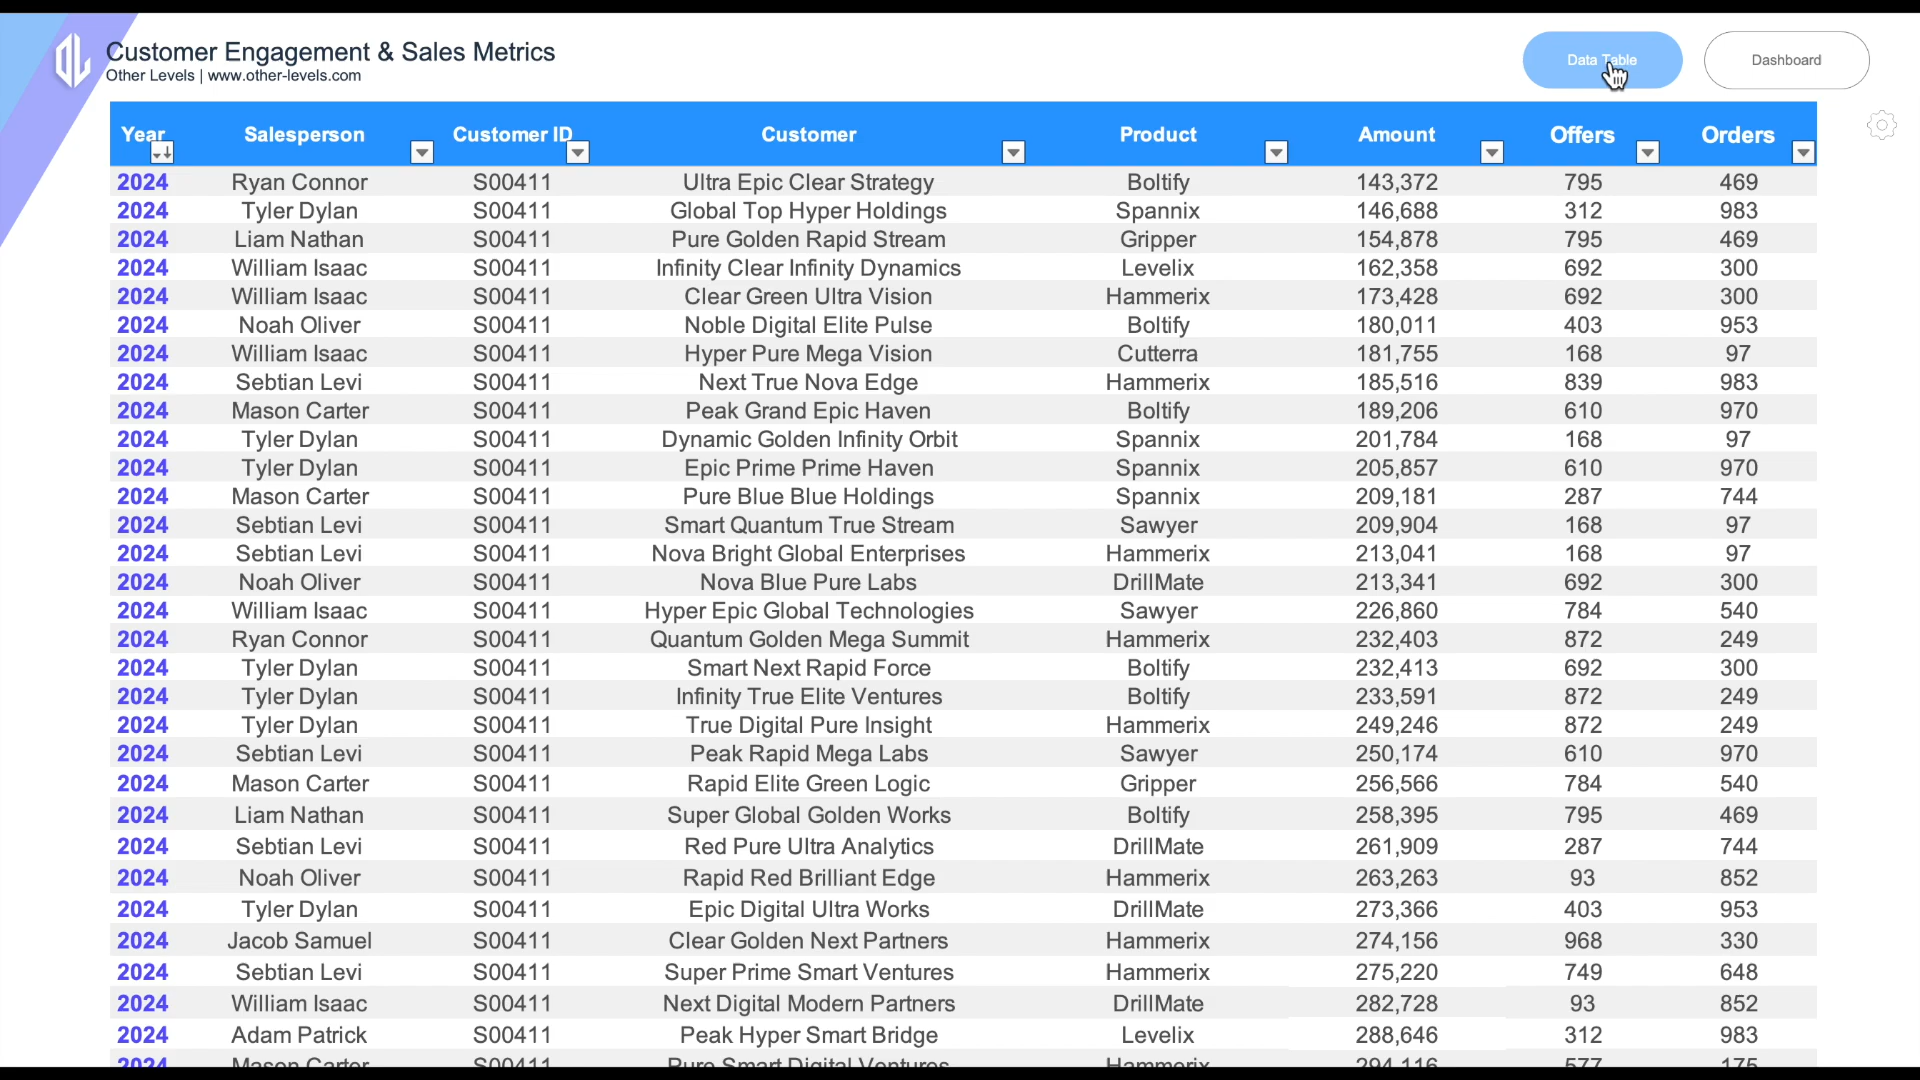 Customer Engagement & Sales Metrics
Other Levels | www.other-levels.com
Data Table
Dashboard
Year Salesperson Customer ID Customer Product Amount Offers Orders
2024 Ryan Connor S00411 Ultra Epic Clear Strategy Boltify 143,372 795 469
2024 Tyler Dylan S00411 Global Top Hyper Holdings Spannix 146,688 312 983
2024 Liam Nathan S00411 Pure Golden Rapid Stream Gripper 154,878 795 469
2024 William Isaac S00411 Infinity Clear Infinity Dynamics Levelix 162,358 692 300
2024 William Isaac S00411 Clear Green Ultra Vision Hammerix 173,428 692 300
2024 Noah Oliver S00411 Noble Digital Elite Pulse Boltify 180,011 403 953
2024 William Isaac S00411 Hyper Pure Mega Vision Cutterra 181,755 168 97
2024 Sebtian Levi S00411 Next True Nova Edge Hammerix 185,516 839 983
2024 Mason Carter S00411 Peak Grand Epic Haven Boltify 189,206 610 970
2024 Tyler Dylan S00411 Dynamic Golden Infinity Orbit Spannix 201,784 168 97
2024 Tyler Dylan S00411 Epic Prime Prime Haven Spannix 205,857 610 970
2024 Mason Carter S00411 Pure Blue Blue Holdings Spannix 209,181 287 744
2024 Sebtian Levi S00411 Smart Quantum True Stream Sawyer 209,904 168 97
2024 Sebtian Levi S00411 Nova Bright Global Enterprises Hammerix 213,041 168 97
2024 Noah Oliver S00411 Nova Blue Pure Labs DrillMate 213,341 692 300
2024 William Isaac S00411 Hyper Epic Global Technologies Sawyer 226,860 784 540
2024 Ryan Connor S00411 Quantum Golden Mega Summit Hammerix 232,403 872 249
2024 Tyler Dylan S00411 Smart Next Rapid Force Boltify 232,413 692 300
2024 Tyler Dylan S00411 Infinity True Elite Ventures Boltify 233,591 872 249
2024 Tyler Dylan S00411 True Digital Pure Insight Hammerix 249,246 872 249
2024 Sebtian Levi S00411 Peak Rapid Mega Labs Sawyer 250,174 610 970
2024 Mason Carter S00411 Rapid Elite Green Logic Gripper 256,566 784 540
2024 Liam Nathan S00411 Super Global Golden Works Boltify 258,395 795 469
2024 Sebtian Levi S00411 Red Pure Ultra Analytics DrillMate 261,909 287 744
2024 Noah Oliver S00411 Rapid Red Brilliant Edge Hammerix 263,263 93 852
2024 Tyler Dylan S00411 Epic Digital Ultra Works DrillMate 273,366 403 953
2024 Jacob Samuel S00411 Clear Golden Next Partners Hammerix 274,156 968 330
2024 Sebtian Levi S00411 Super Prime Smart Ventures Hammerix 275,220 749 648
2024 William Isaac S00411 Next Digital Modern Partners DrillMate 282,728 93 852
2024 Adam Patrick S00411 Peak Hyper Smart Bridge Levelix 288,646 312 983
2024 Mason Carter S00411 Pure Smart Digital Ventures Hammerix 294,116 577 175